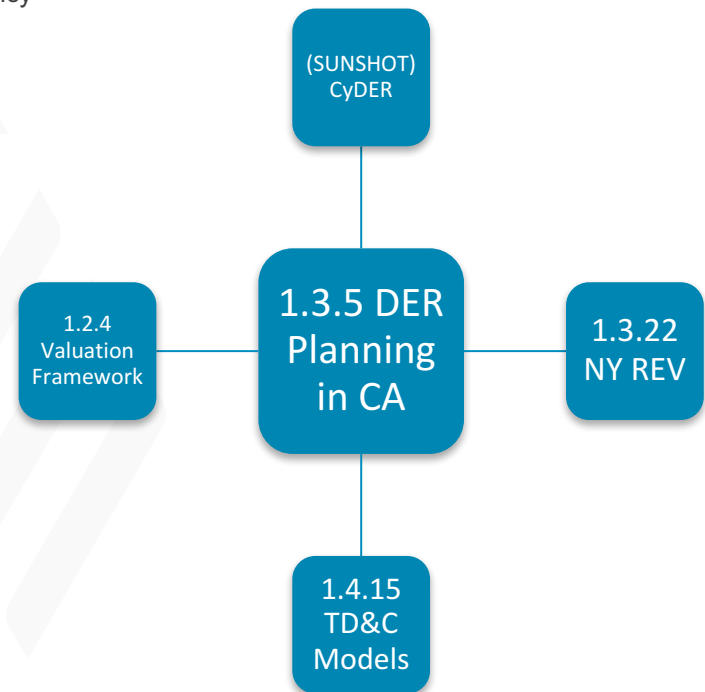 (SUNSHOT)
CyDER
1.2.4
Valuation
Framework
1.3.5 DER
Planning
in CA
1.3.22
NY REV
1.4.15
TD&C
Models